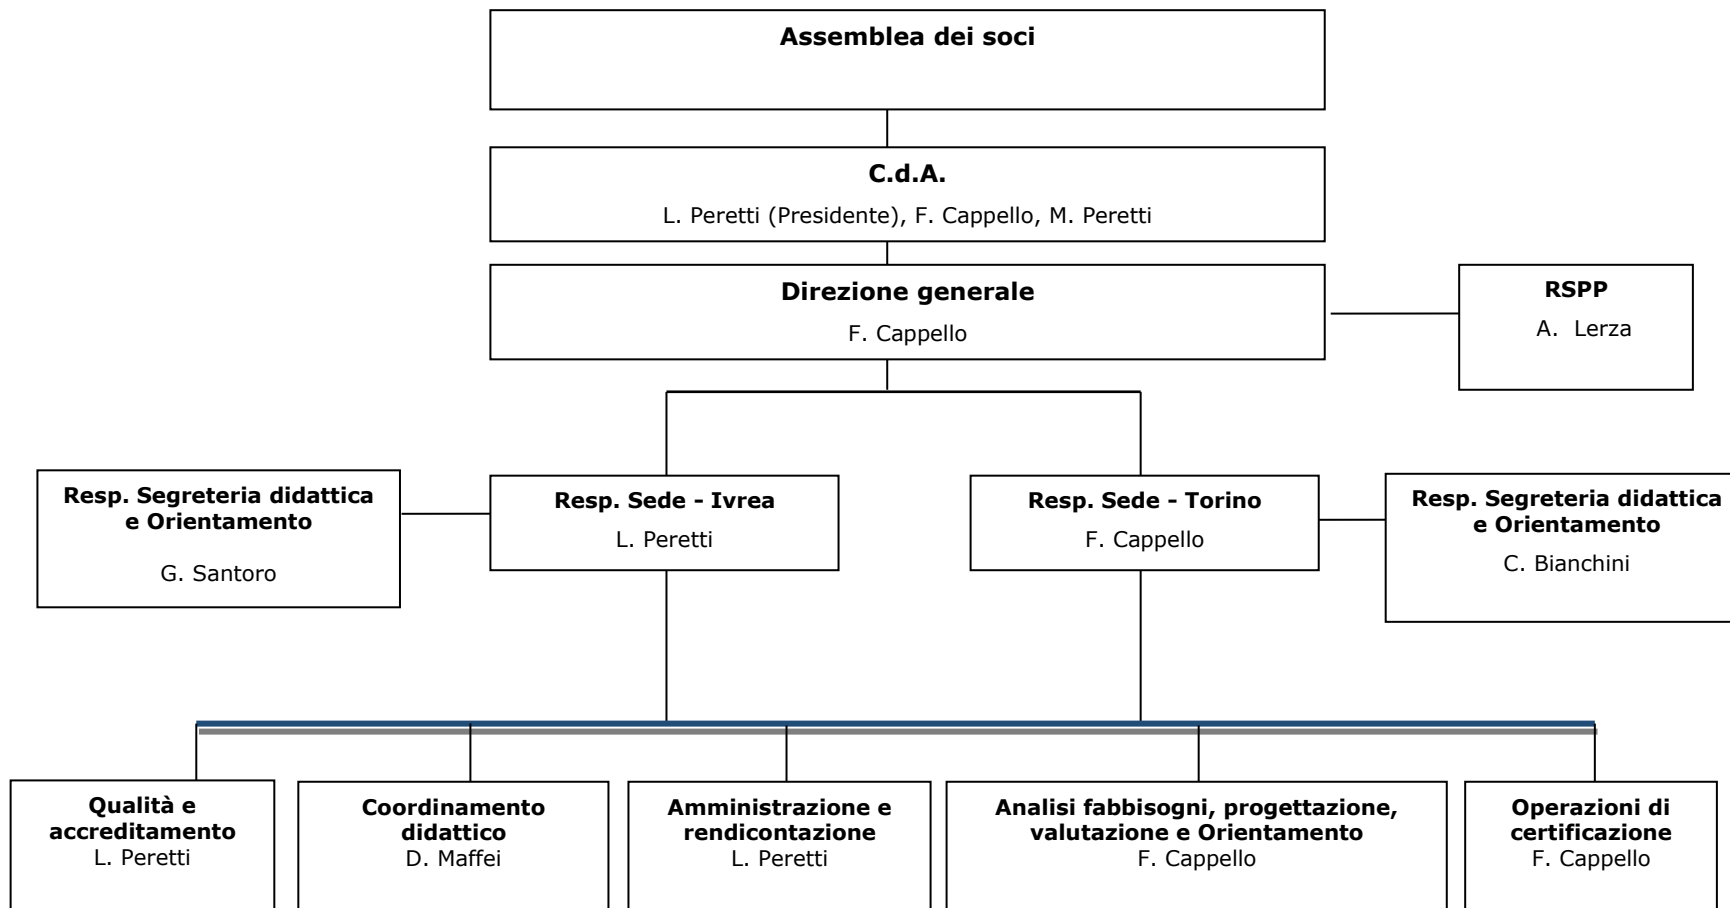 Assemblea dei soci
C.d.A.
L. Peretti (Presidente), F. Cappello, M. Peretti
Direzione generale
F. Cappello
RSPP
A. Lerza
Resp. Segreteria didattica
e Orientamento
G. Santoro
Resp. Sede - Ivrea
L. Peretti
Resp. Sede - Torino
F. Cappello
Resp. Segreteria didattica
e Orientamento
C. Bianchini
Qualità e
accreditamento
L. Peretti
Coordinamento
didattico
D. Maffei
Amministrazione e
rendicontazione
L. Peretti
Analisi fabbisogni, progettazione,
valutazione e Orientamento
F. Cappello
Operazioni di
certificazione
F. Cappello